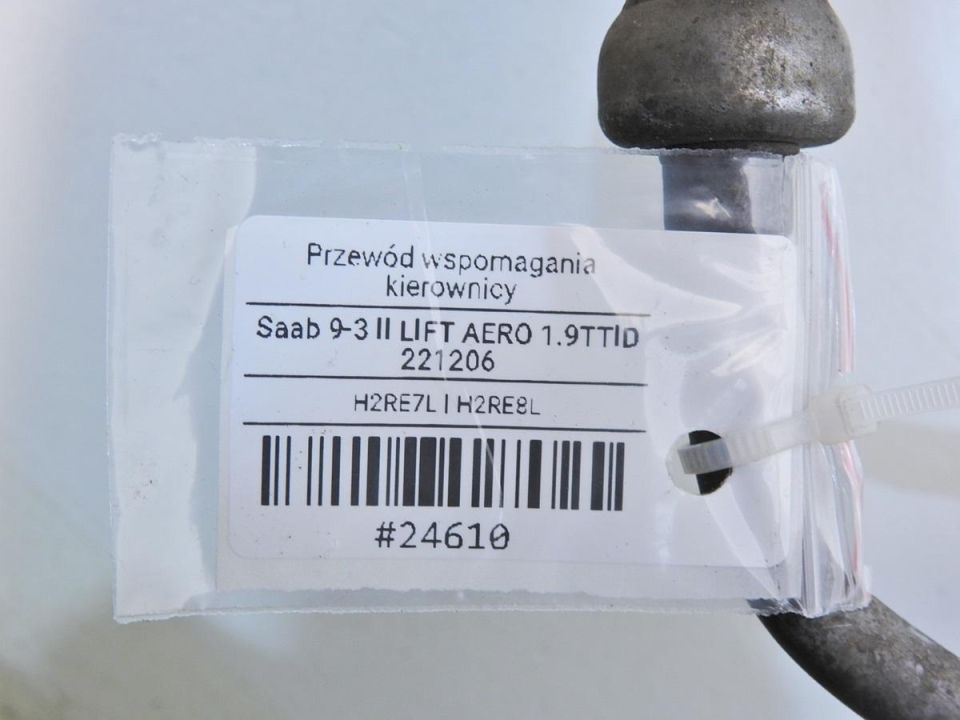 Przewód wspomagania
kierownicy
Saab 9-3 II LIFT AERO 1.9TTID
221206
H2RE7L | H2RE8L
#24610